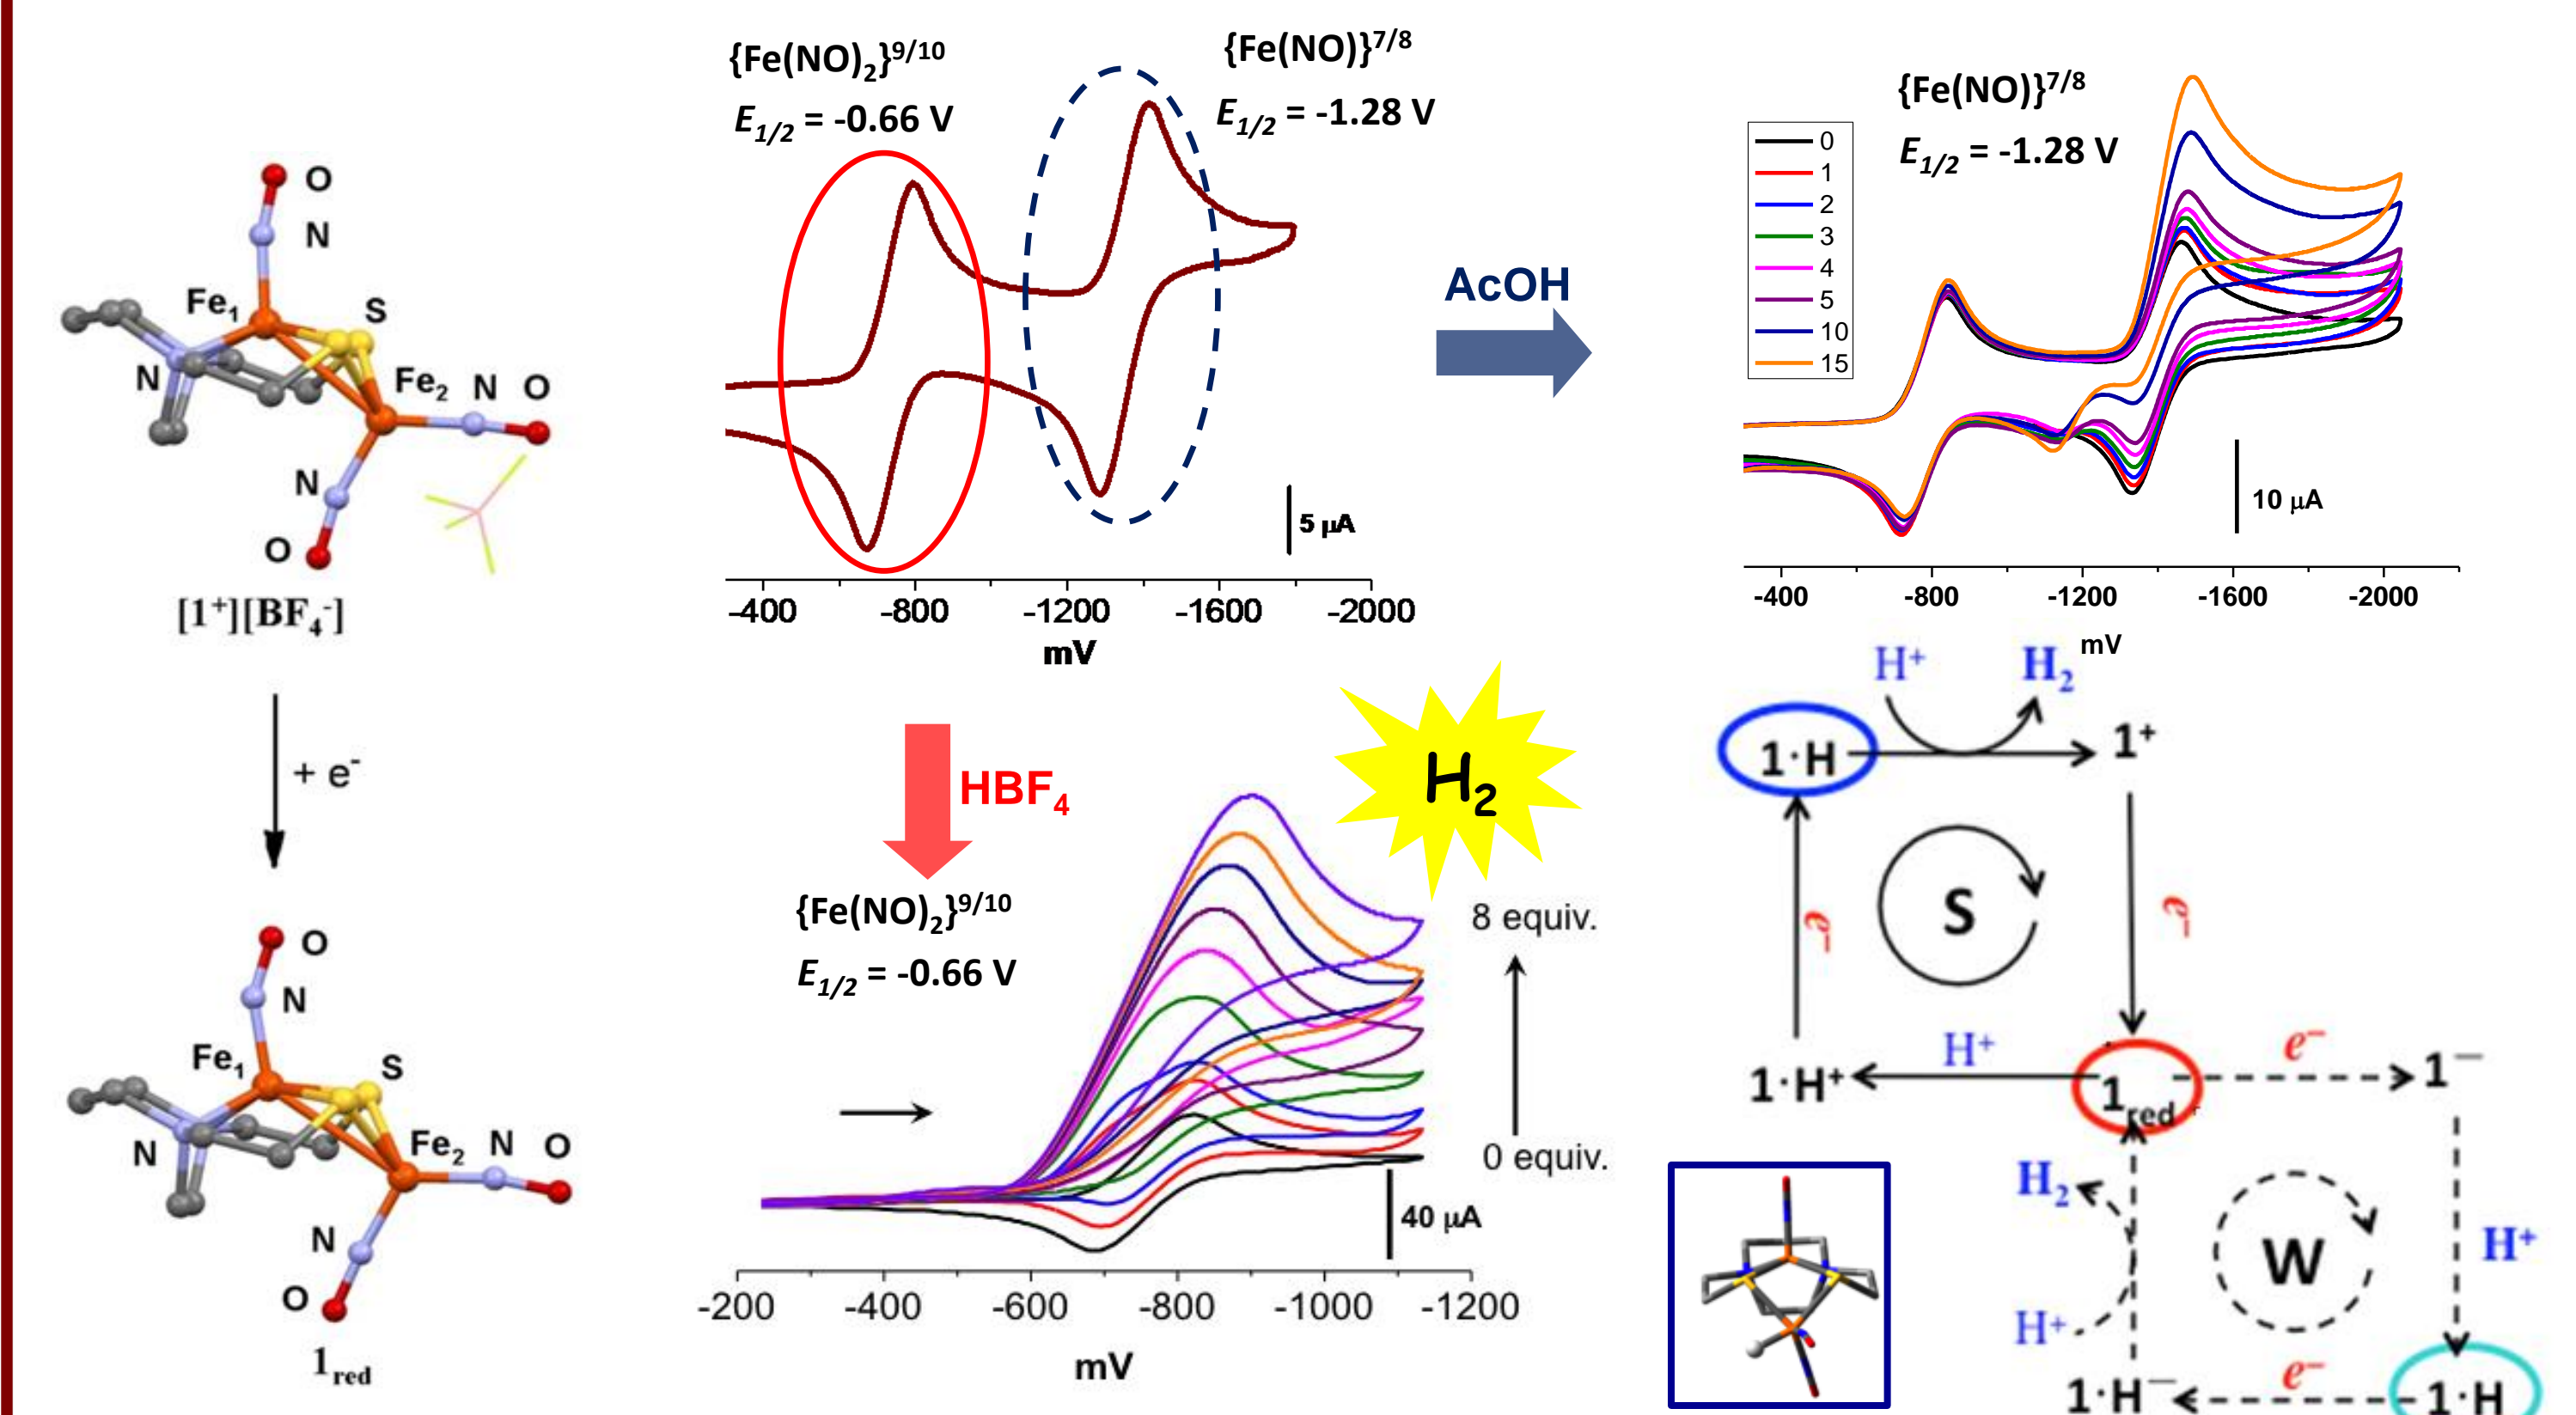 O
N
Fe1
S
N
Fe2 N O
N
O
[1⁺][BF4⁻]
+ e⁻
O
N
Fe1
S
N
Fe2 N O
N
O
1red
{Fe(NO)2}9/10
E1/2 = -0.66 V
{Fe(NO)}7/8
E1/2 = -1.28 V
5 µA
-400 -800 -1200 -1600 -2000
mV
AcOH
{Fe(NO)}7/8
E1/2 = -1.28 V
0
1
2
3
4
5
10
15
10 µA
-400 -800 -1200 -1600 -2000
mV
HBF4
H2
{Fe(NO)2}9/10
E1/2 = -0.66 V
8 equiv.
0 equiv.
40 µA
-200 -400 -600 -800 -1000 -1200
mV
H⁺ H2
1·H 1⁺
e⁻ S e⁻
1·H⁺ H⁺ 1red e⁻ 1⁻
H2
W H⁺
H⁺
1·H⁻ e⁻ 1·H